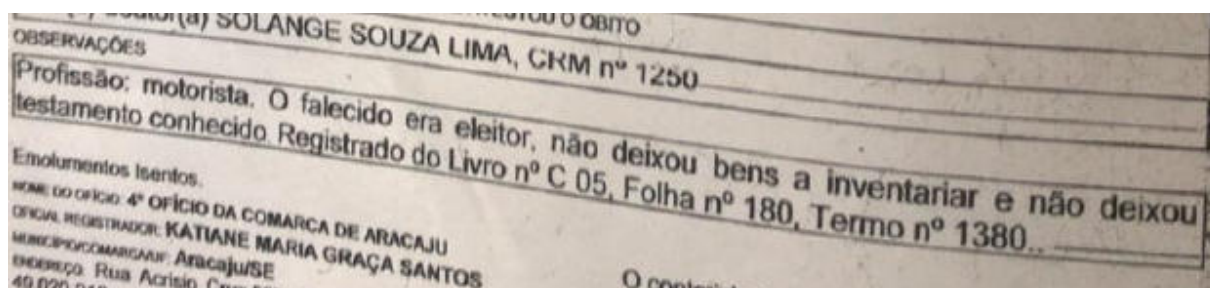 O ÓBITO
SOLANGE SOUZA LIMA, CRM nº 1250
OBSERVAÇÕES
Profissão: motorista. O falecido era eleitor, não deixou bens a inventariar e não deixou
testamento conhecido. Registrado do Livro nº C 05, Folha nº 180, Termo nº 1380..
Emolumentos Isentos.
NOME DO OFÍCIO: 4º OFÍCIO DA COMARCA DE ARACAJU
OFICIAL REGISTRADOR: KATIANE MARIA GRAÇA SANTOS
MUNICÍPIO/COMARCA/UF: Aracaju/SE
ENDEREÇO: Rua Acrisio
O